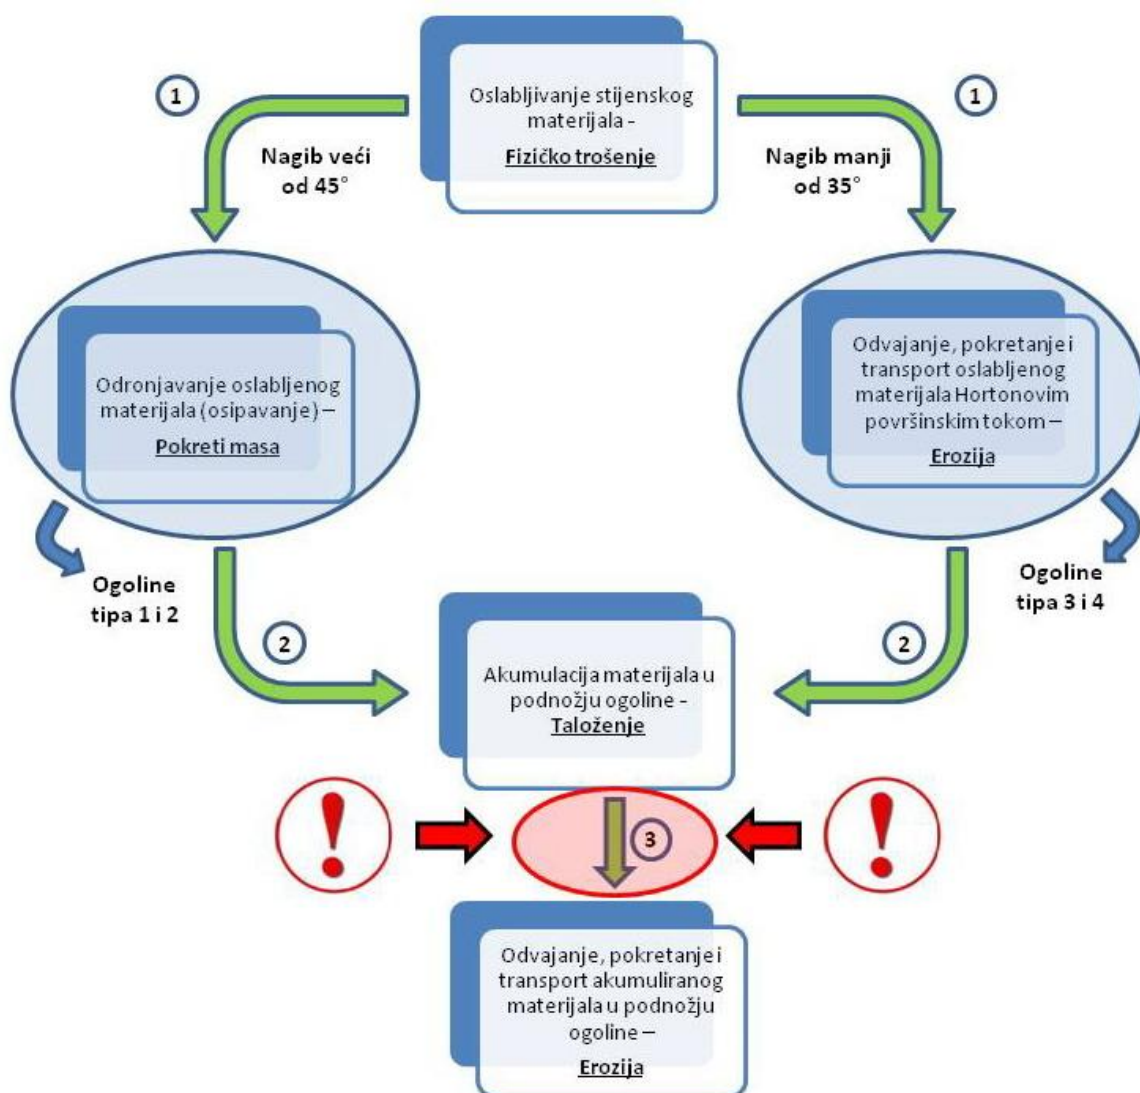 Oslabljivanje stijenskog
materijala -
Fizičko trošenje
1
1
Nagib veći
od 45°
Nagib manji
od 35°
Odronjavanje oslabljenog
materijala (osipavanje) –
Pokreti masa
Odvajanje, pokretanje i
transport oslabljenog
materijala Hortonovim
površinskim tokom –
Erozija
Ogoline
tipa 1 i 2
Ogoline
tipa 3 i 4
2
2
Akumulacija materijala u
podnožju ogoline -
Taloženje
!
!
3
Odvajanje, pokretanje i
transport akumuliranog
materijala u podnožju
ogoline –
Erozija